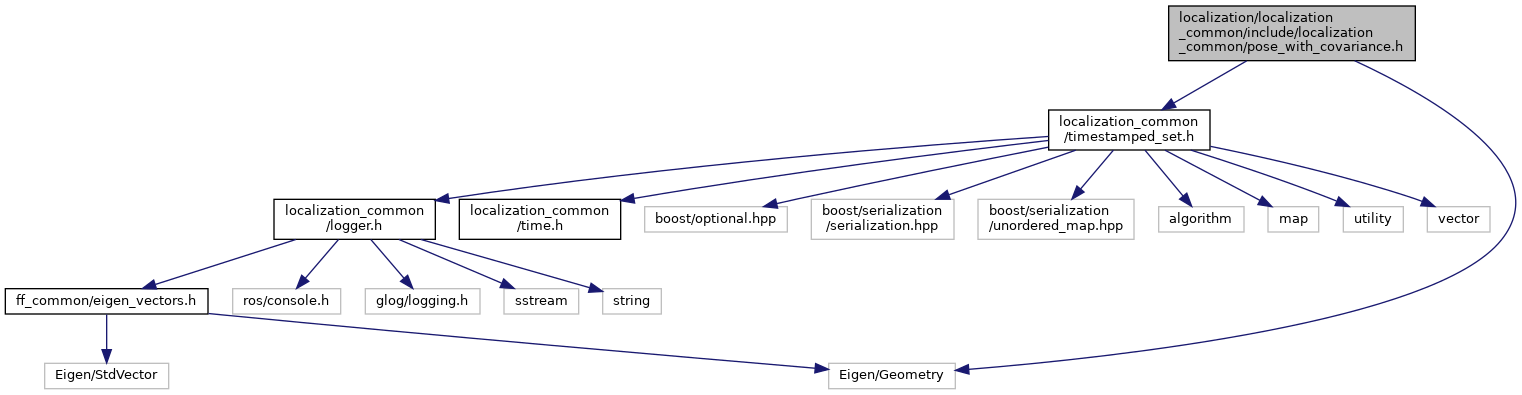 localization/localization
_common/include/localization
_common/pose_with_covariance.h
localization_common
/timestamped_set.h
localization_common
/logger.h
localization_common
/time.h
boost/optional.hpp
boost/serialization
/serialization.hpp
boost/serialization
/unordered_map.hpp
algorithm
map
utility
vector
ff_common/eigen_vectors.h
ros/console.h
glog/logging.h
sstream
string
Eigen/StdVector
Eigen/Geometry